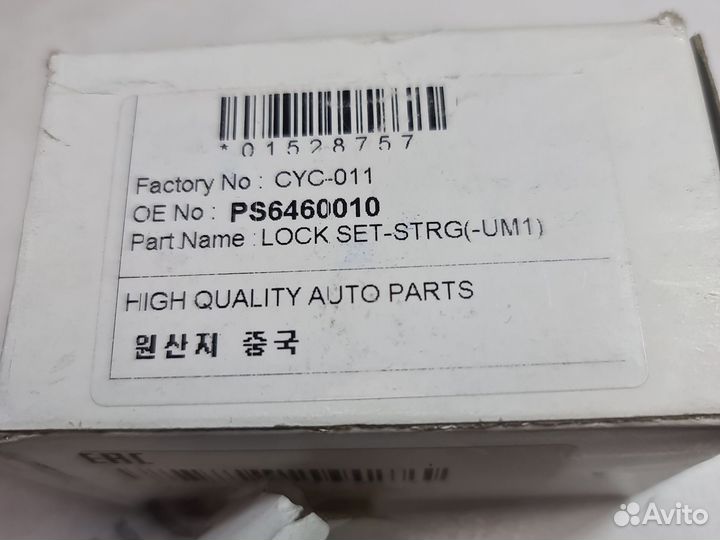 *01528757
Factory No : CYC-011
OE No : PS6460010
Part Name : LOCK SET-STRG(-UM1)
HIGH QUALITY AUTO PARTS
원산지 중국
EAC
Avito